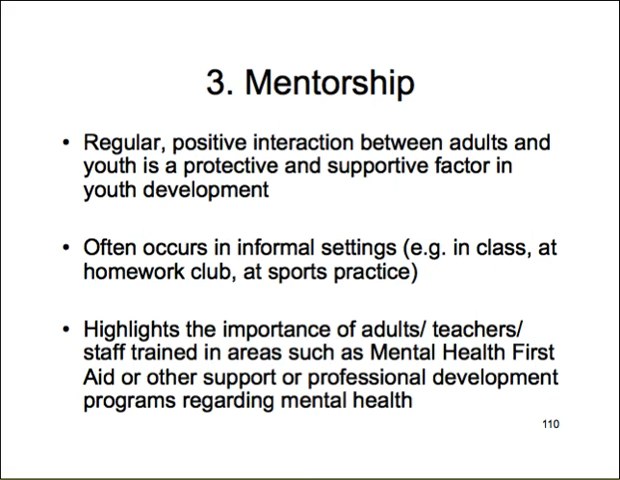 3. Mentorship
• Regular, positive interaction between adults and
youth is a protective and supportive factor in
youth development
• Often occurs in informal settings (e.g. in class, at
homework club, at sports practice)
• Highlights the importance of adults/ teachers/
staff trained in areas such as Mental Health First
Aid or other support or professional development
programs regarding mental health
110